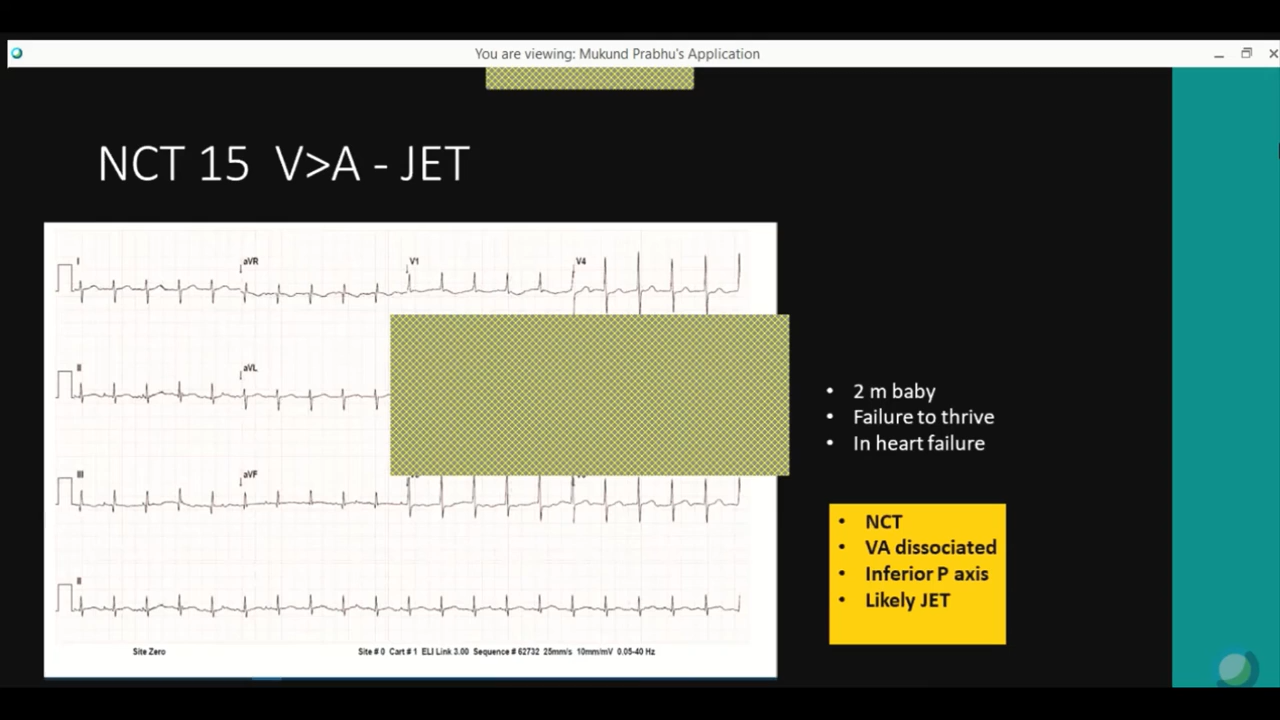 You are viewing: Mukund Prabhu's Application
NCT 15 V>A - JET
I aVR V1 V4
II aVL
III aVF
II
Site Zero Site # 0 Cart # 1 ELI Link 3.00 Sequence # 62732 25mm/s 10mm/mV 0.05-40 Hz
• 2 m baby
• Failure to thrive
• In heart failure
• NCT
• VA dissociated
• Inferior P axis
• Likely JET